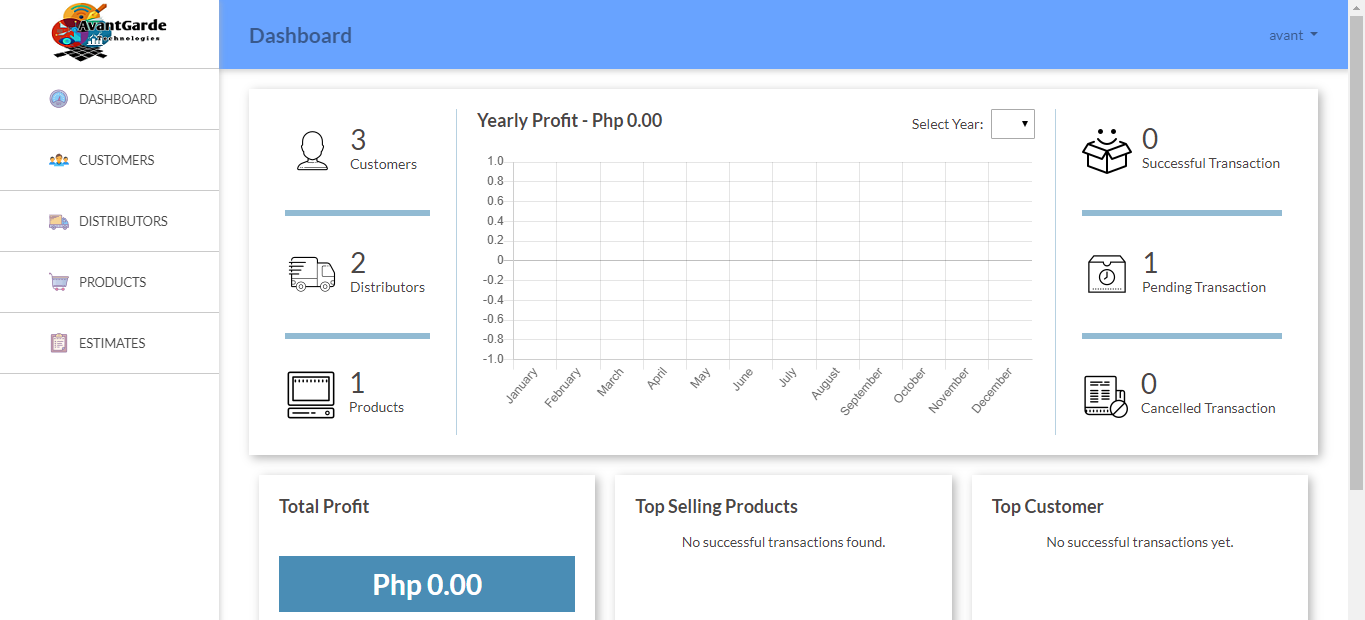 AvantGarde
Technologies
Dashboard
avant
DASHBOARD
CUSTOMERS
DISTRIBUTORS
PRODUCTS
ESTIMATES
3
Customers
2
Distributors
1
Products
Yearly Profit - Php 0.00
Select Year:
1.0
0.8
0.6
0.4
0.2
0
-0.2
-0.4
-0.6
-0.8
-1.0
January
February
March
April
May
June
July
August
September
October
November
December
0
Successful Transaction
1
Pending Transaction
0
Cancelled Transaction
Total Profit
Php 0.00
Top Selling Products
No successful transactions found.
Top Customer
No successful transactions yet.